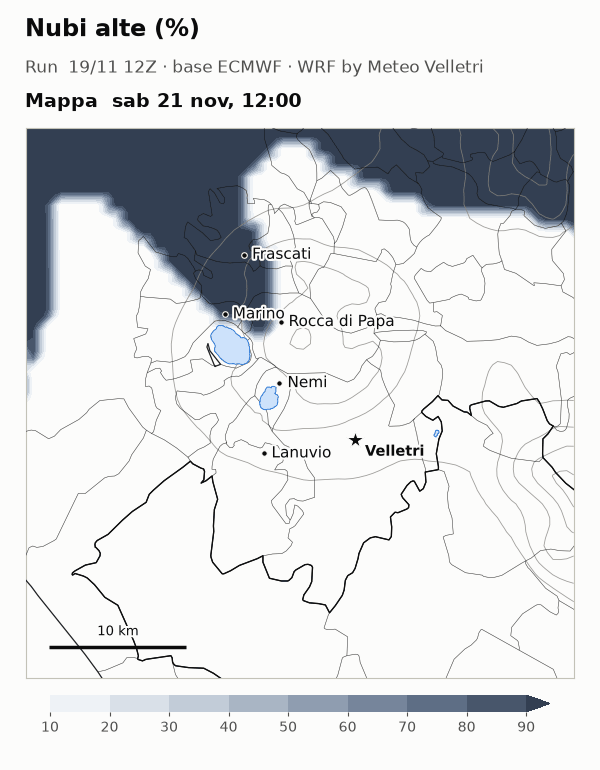 Nubi alte (%)
Run  19/11 12Z · base ECMWF · WRF by Meteo Velletri
Mappa  sab 21 nov, 12:00
Frascati
Marino
Rocca di Papa
Nemi
Velletri
Lanuvio
10 km
10 20 30 40 50 60 70 80 90